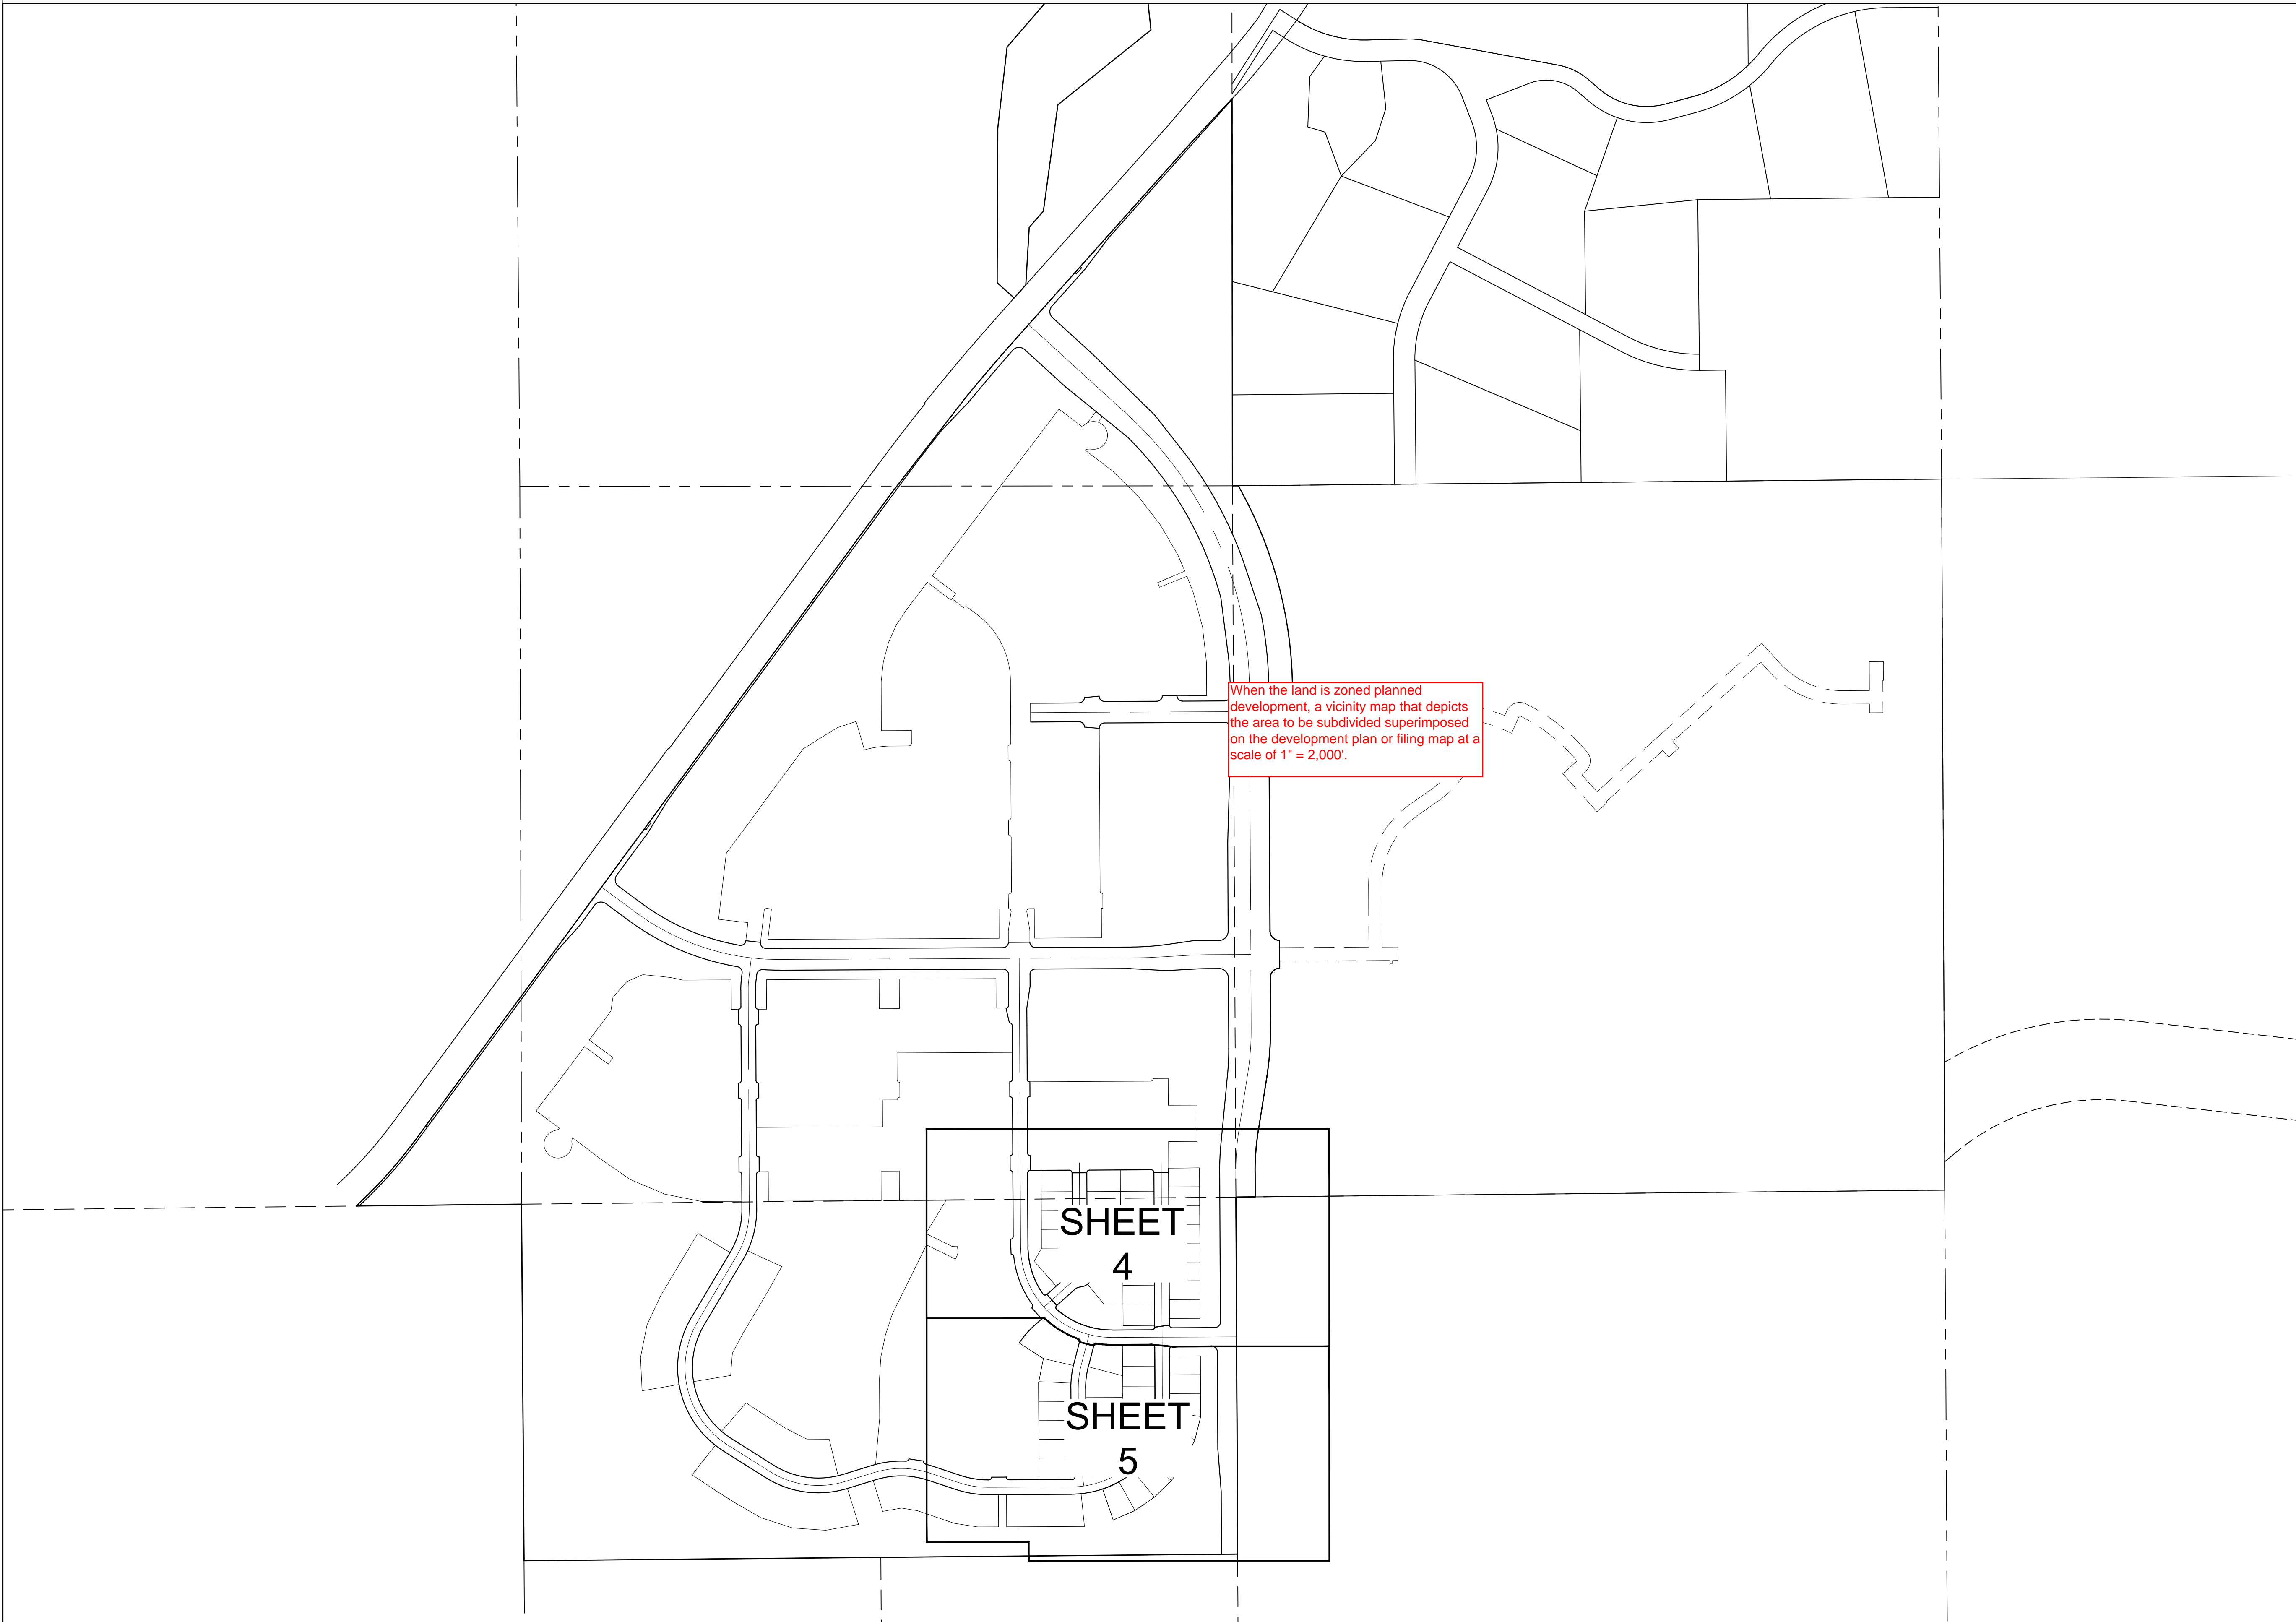 When the land is zoned planned
development, a vicinity map that depicts
the area to be subdivided superimposed
on the development plan or filing map at a
scale of 1" = 2,000'.
SHEET
4
SHEET
5